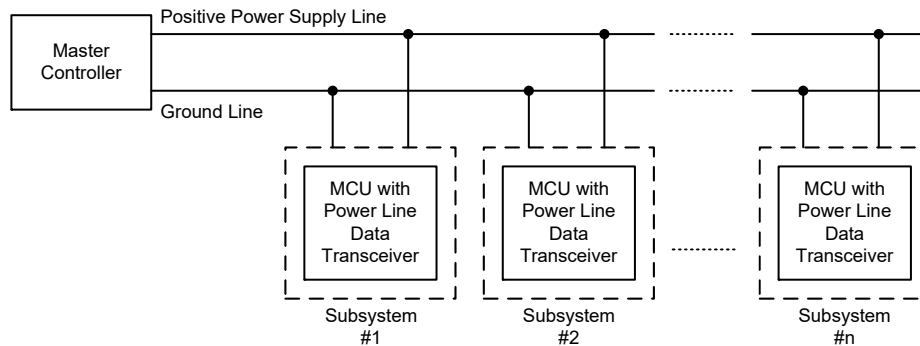 Positive Power Supply Line
Master
Controller
Ground Line
MCU with
Power Line
Data
Transceiver
Subsystem
#1
MCU with
Power Line
Data
Transceiver
Subsystem
#2
MCU with
Power Line
Data
Transceiver
Subsystem
#n